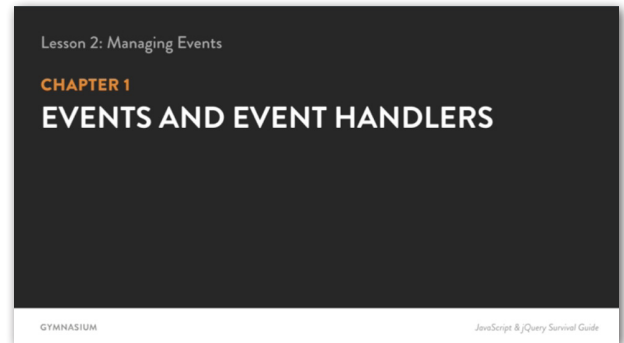 Lesson 2: Managing Events
CHAPTER 1
EVENTS AND EVENT HANDLERS
GYMNASIUM
JavaScript & jQuery Survival Guide